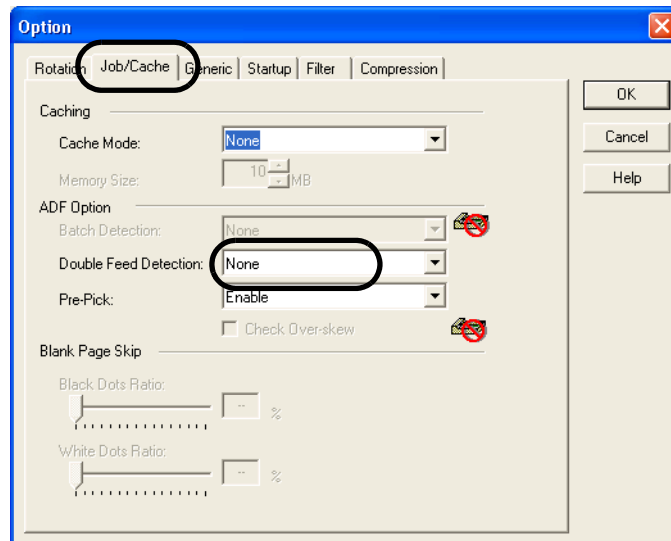 Option
Rotation Job/Cache Generic Startup Filter Compression
OK
Cancel
Help
Caching
Cache Mode: None
Memory Size: 10 MB
ADF Option
Batch Detection: None
Double Feed Detection: None
Pre-Pick: Enable
Check Over-skew
Blank Page Skip
Black Dots Ratio:
-- %
White Dots Ratio:
-- %